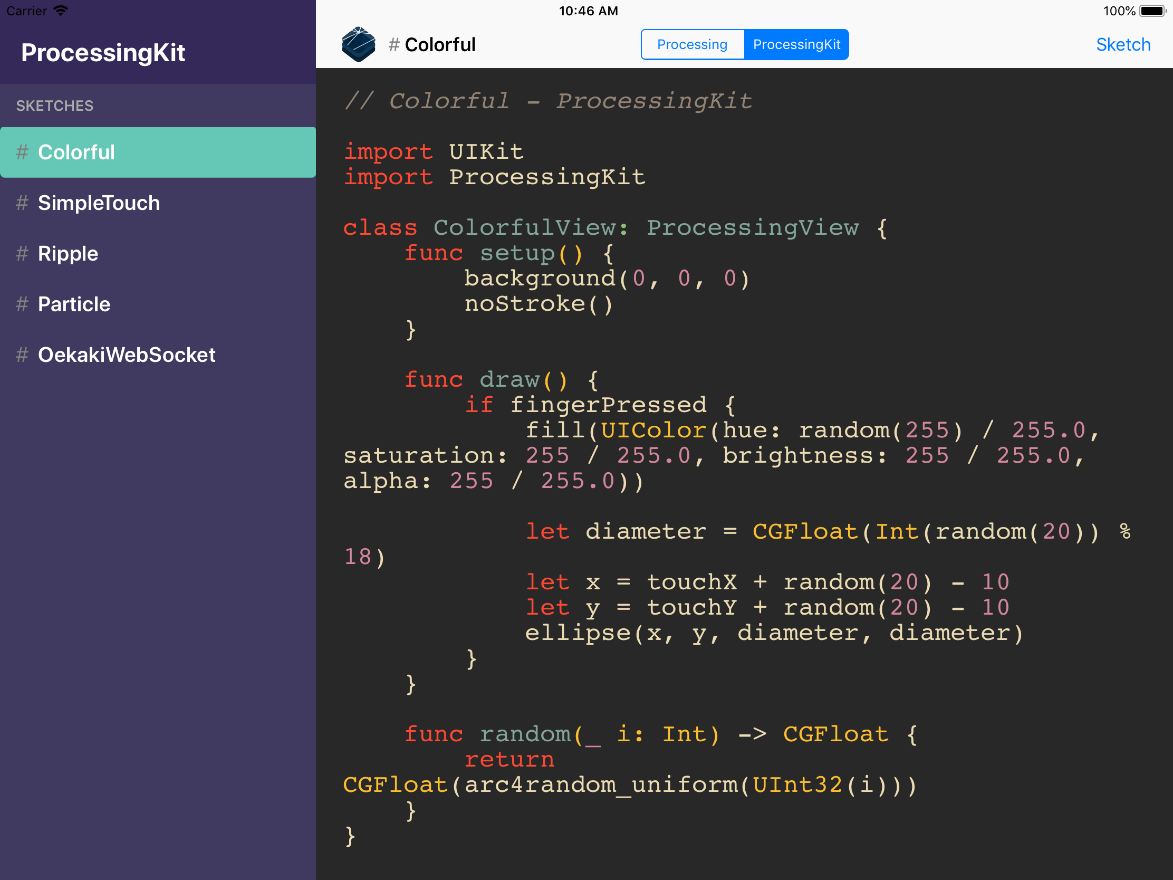 Carrier 10:46 AM 100%
ProcessingKit
# Colorful
Processing ProcessingKit
Sketch
SKETCHES
# Colorful
# SimpleTouch
# Ripple
# Particle
# OekakiWebSocket
// Colorful - ProcessingKit
import UIKit
import ProcessingKit
class ColorfulView: ProcessingView {
    func setup() {
        background(0, 0, 0)
        noStroke()
    }
    func draw() {
        if fingerPressed {
            fill(UIColor(hue: random(255) / 255.0,
saturation: 255 / 255.0, brightness: 255 / 255.0,
alpha: 255 / 255.0))
            let diameter = CGFloat(Int(random(20)) %
18)
            let x = touchX + random(20) - 10
            let y = touchY + random(20) - 10
            ellipse(x, y, diameter, diameter)
        }
    }
    func random(_ i: Int) -> CGFloat {
        return
CGFloat(arc4random_uniform(UInt32(i)))
    }
}